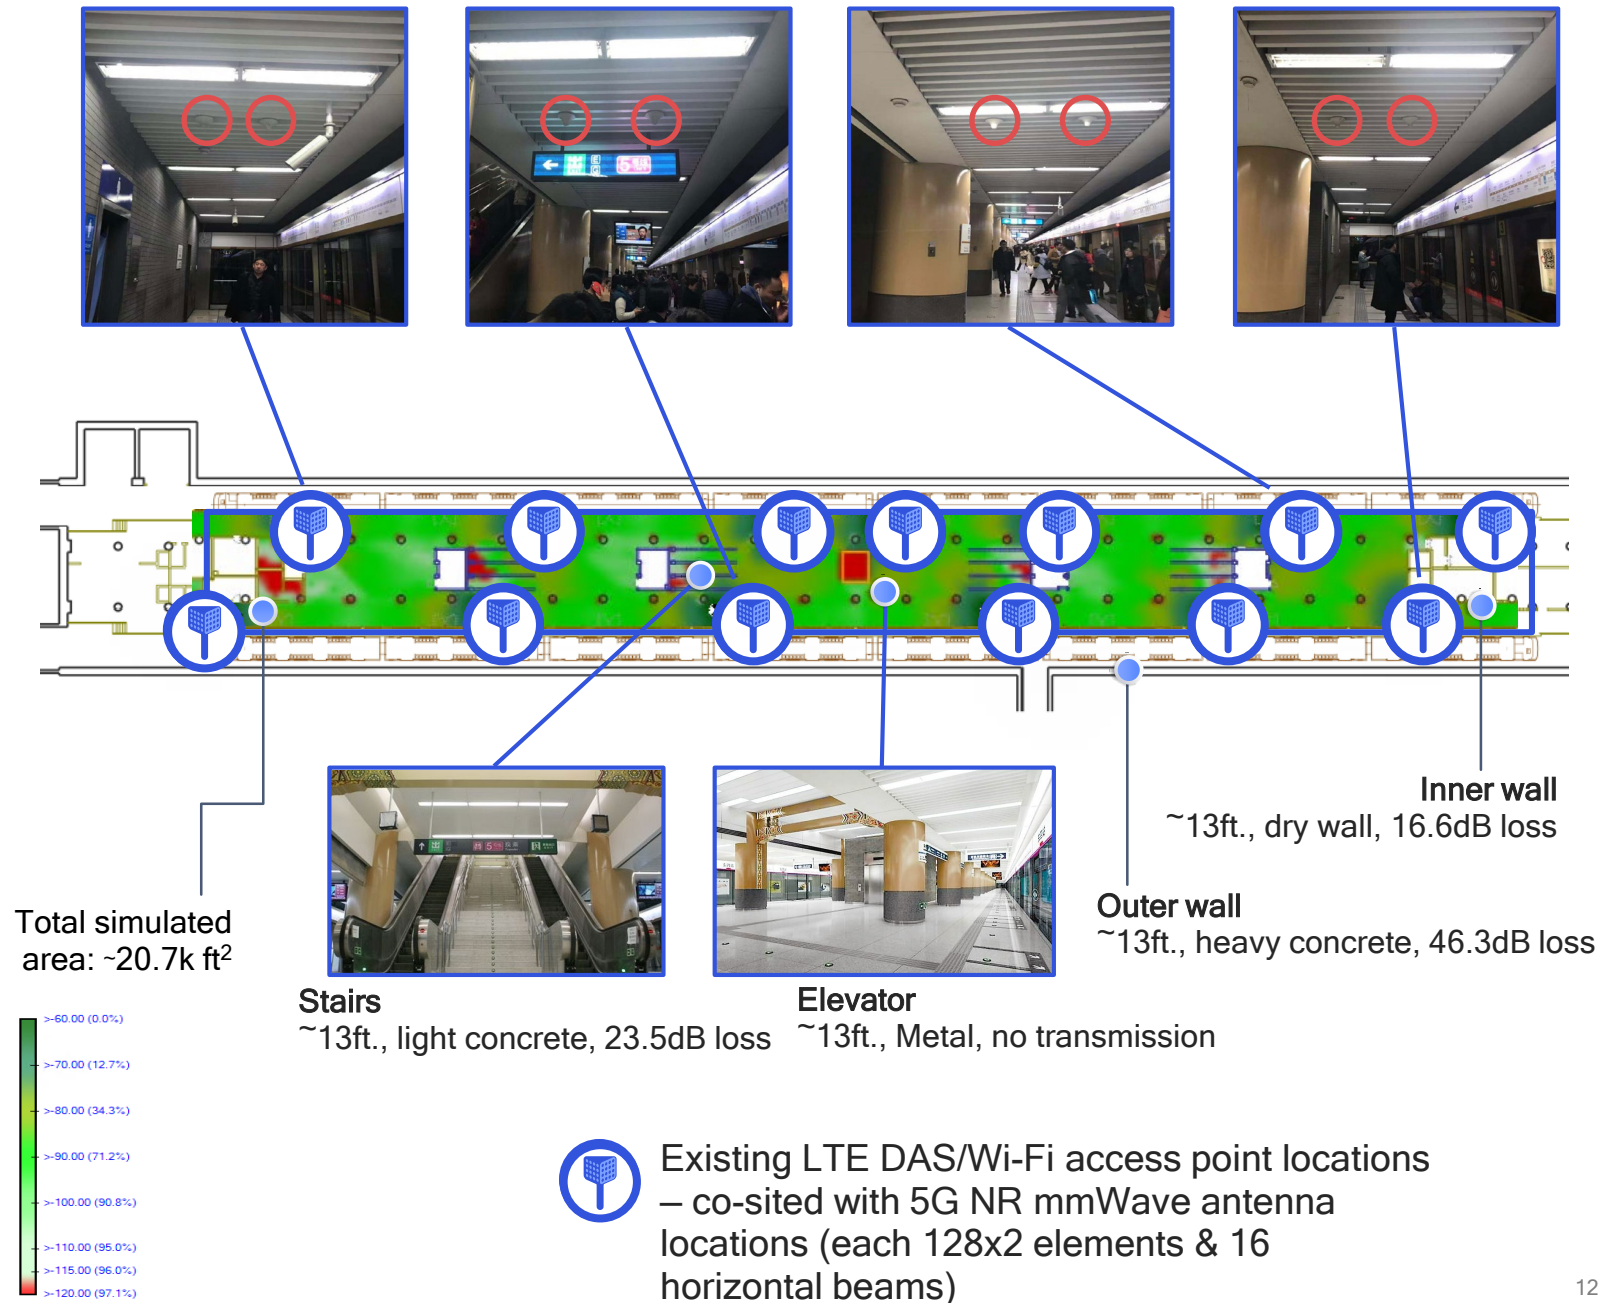 5
5
Inner wall
~13ft., dry wall, 16.6dB loss
Outer wall
~13ft., heavy concrete, 46.3dB loss
Total simulated
area: ~20.7k ft2
Stairs
~13ft., light concrete, 23.5dB loss
Elevator
~13ft., Metal, no transmission
>-60.00 (0.0%)
>-70.00 (12.7%)
>-80.00 (34.3%)
>-90.00 (71.2%)
>-100.00 (90.8%)
>-110.00 (95.0%)
>-115.00 (96.0%)
>-120.00 (97.1%)
Existing LTE DAS/Wi-Fi access point locations
– co-sited with 5G NR mmWave antenna
locations (each 128x2 elements & 16
horizontal beams)
12